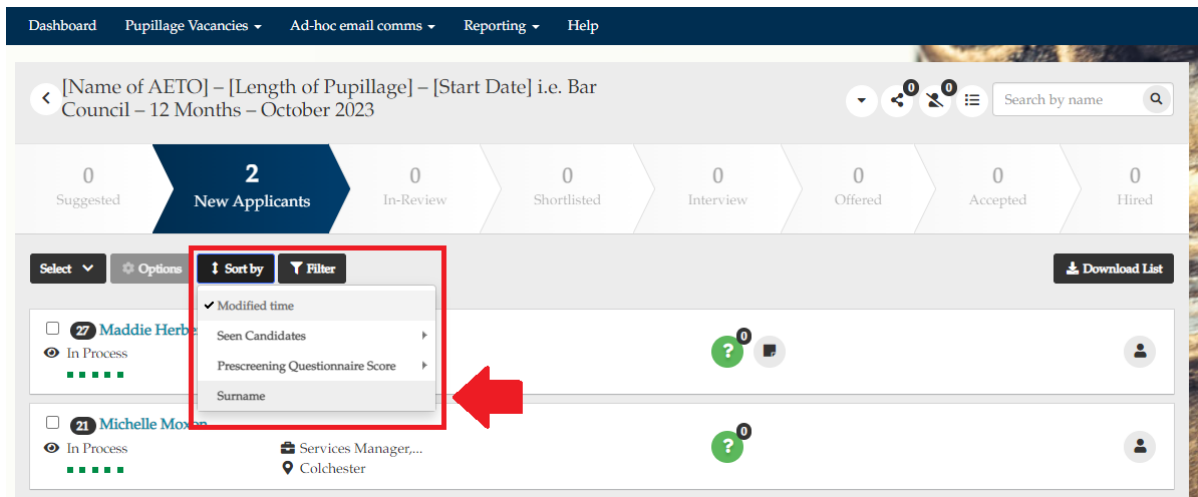 Dashboard Pupillage Vacancies Ad-hoc email comms Reporting Help
[Name of AETO] – [Length of Pupillage] – [Start Date] i.e. Bar
Council – 12 Months – October 2023
0 0 Search by name
0 2 0 0 0 0 0 0
Suggested New Applicants In-Review Shortlisted Interview Offered Accepted Hired
Select Options Sort by Filter Download List
Modified time
27 Maddie
Seen Candidates
0
?
In Process
Prescreening Questionnaire Score
Surname
21 Michelle
0
?
In Process Services Manager,...
Colchester